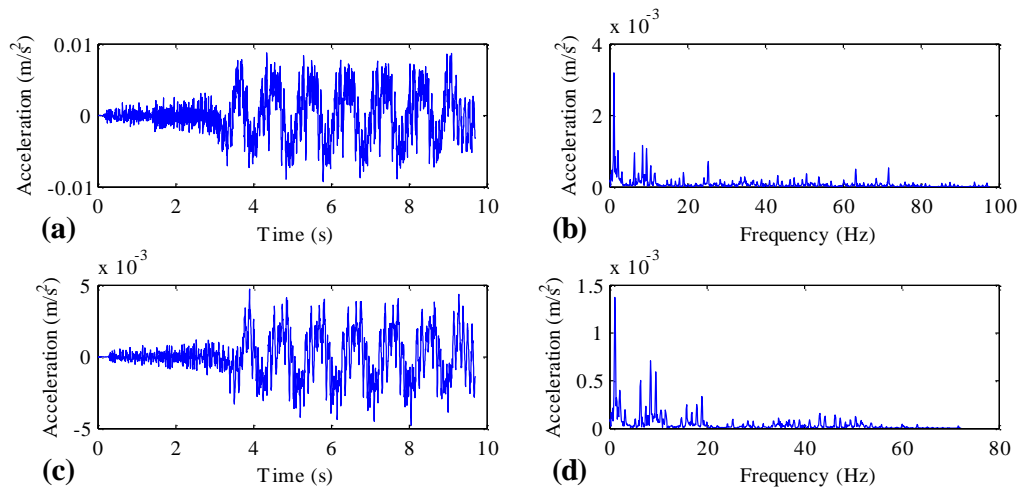 0.01
0
-0.01
Acceleration (m/s²)
0 2 4 6 8 10
Time (s)
(a)
x 10⁻³
4
2
0
Acceleration (m/s²)
0 20 40 60 80 100
Frequency (Hz)
(b)
x 10⁻³
5
0
-5
Acceleration (m/s²)
0 2 4 6 8 10
Time (s)
(c)
x 10⁻³
1.5
1
0.5
0
Acceleration (m/s²)
0 20 40 60 80
Frequency (Hz)
(d)